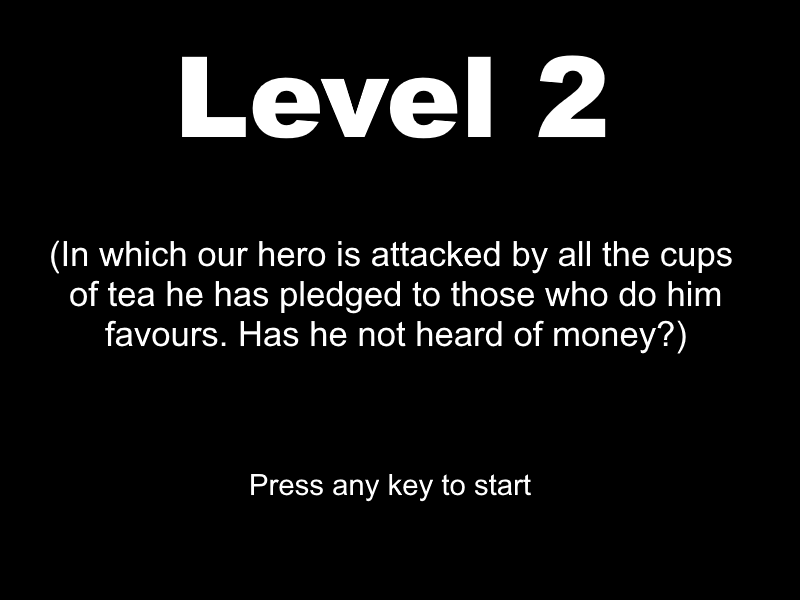 Level 2
(In which our hero is attacked by all the cups
of tea he has pledged to those who do him
favours. Has he not heard of money?)
Press any key to start